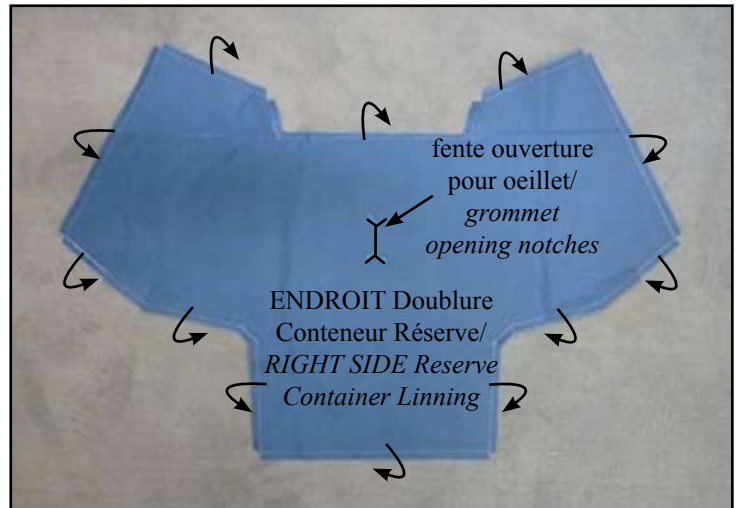 fente ouverture
pour oeillet/
grommet
opening notches
ENDROIT Doublure
Conteneur Réserve/
RIGHT SIDE Reserve
Container Linning